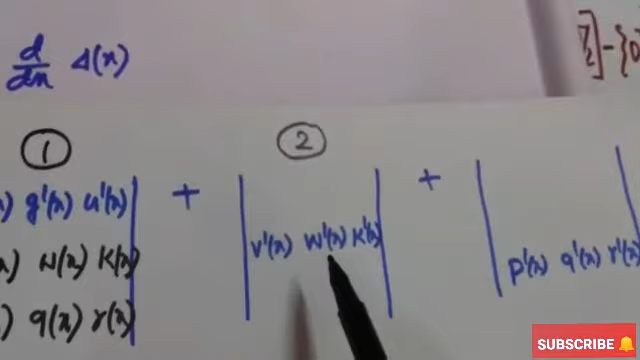 d/dx Δ(x)
① ②
g'(x) u'(x) + +
w(x) k(x) v'(x) w'(x) k'(x)
q(x) r(x) p'(x) q'(x) r'(x)
SUBSCRIBE